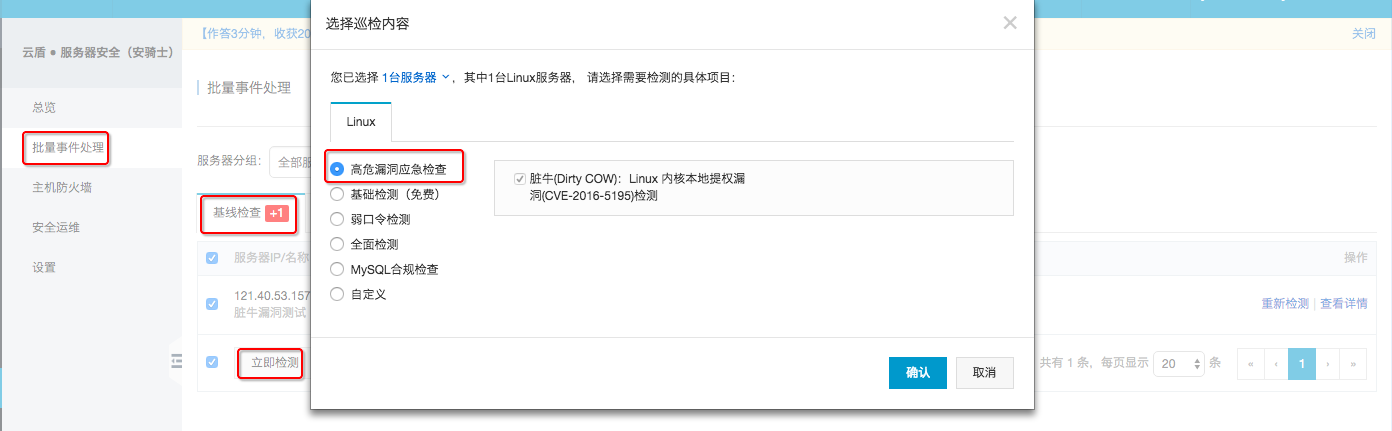 选择巡检内容
【作答3分钟，收获20
关闭
云盾 • 服务器安全（安骑士）
您已选择 1台服务器 ，其中1台Linux服务器， 请选择需要检测的具体项目：
批量事件处理
总览
Linux
批量事件处理
服务器分组： 全部服
高危漏洞应急检查
脏牛(Dirty COW)：Linux 内核本地提权漏
洞(CVE-2016-5195)检测
主机防火墙
基础检测（免费）
基线检查 +1
弱口令检测
安全运维
全面检测
服务器IP/名称
操作
设置
MySQL合规检查
自定义
121.40.53.157
脏牛漏洞测试
重新检测 查看详情
立即检测
共有 1 条，每页显示 20 条
« ‹ 1 › »
确认 取消